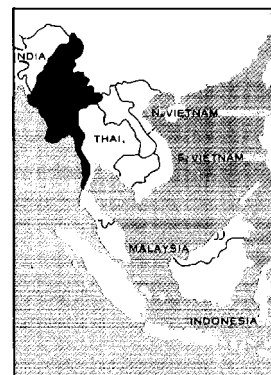 INDIA
N. VIETNAM
THAI.
S. VIETNAM
MALAYSIA
INDONESIA